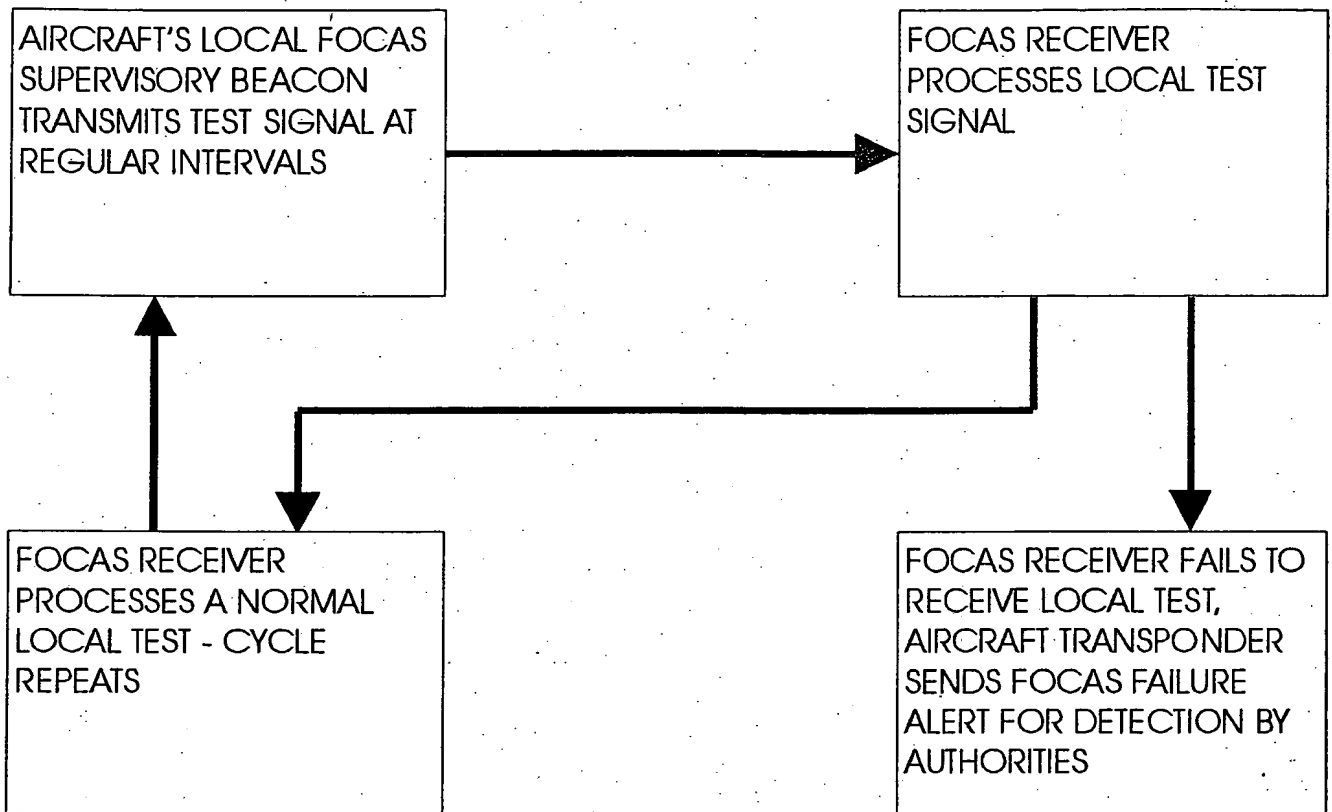 AIRCRAFT'S LOCAL FOCAS
SUPERVISORY BEACON
TRANSMITS TEST SIGNAL AT
REGULAR INTERVALS
FOCAS RECEIVER
PROCESSES LOCAL TEST
SIGNAL
FOCAS RECEIVER
PROCESSES A NORMAL
LOCAL TEST - CYCLE
REPEATS
FOCAS RECEIVER FAILS TO
RECEIVE LOCAL TEST,
AIRCRAFT TRANSPONDER
SENDS FOCAS FAILURE
ALERT FOR DETECTION BY
AUTHORITIES